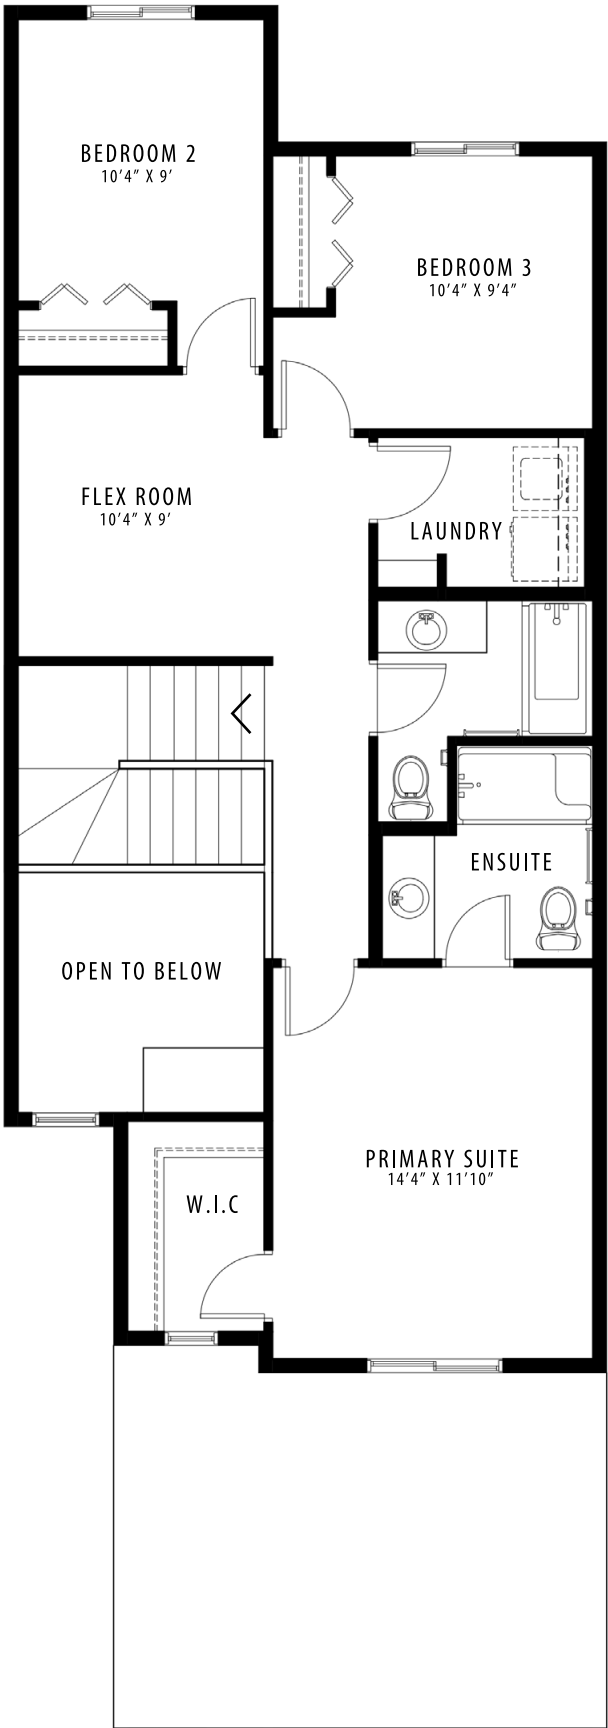 BEDROOM 2
10'4" X 9'
BEDROOM 3
10'4" X 9'4"
FLEX ROOM
10'4" X 9'
LAUNDRY
ENSUITE
OPEN TO BELOW
PRIMARY SUITE
14'4" X 11'10"
W.I.C